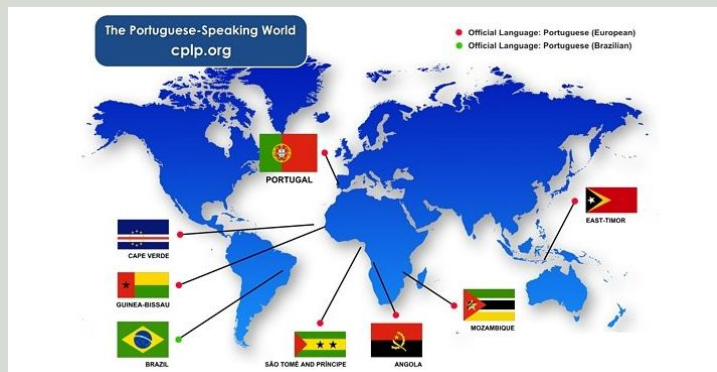 The Portuguese-Speaking World
cplp.org
Official Language: Portuguese (European)
Official Language: Portuguese (Brazilian)
PORTUGAL
CAPE VERDE
EAST-TIMOR
GUINEA-BISSAU
MOZAMBIQUE
BRAZIL
SÃO TOMÉ AND PRÍNCIPE
ANGOLA